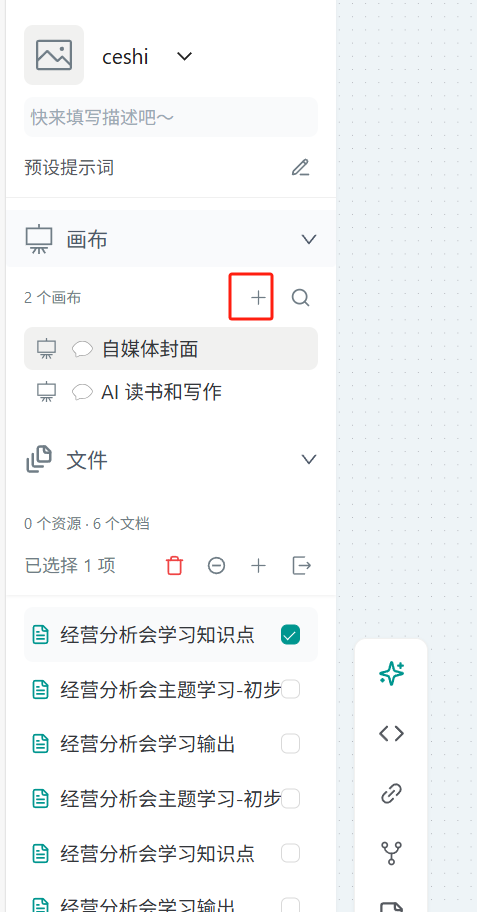 ceshi
快来填写描述吧～
预设提示词
画布
2 个画布
自媒体封面
AI 读书和写作
文件
0 个资源 · 6 个文档
已选择 1 项
经营分析会学习知识点
经营分析会主题学习-初步
经营分析会学习输出
经营分析会主题学习-初步
经营分析会学习知识点
经营分析会学习输出